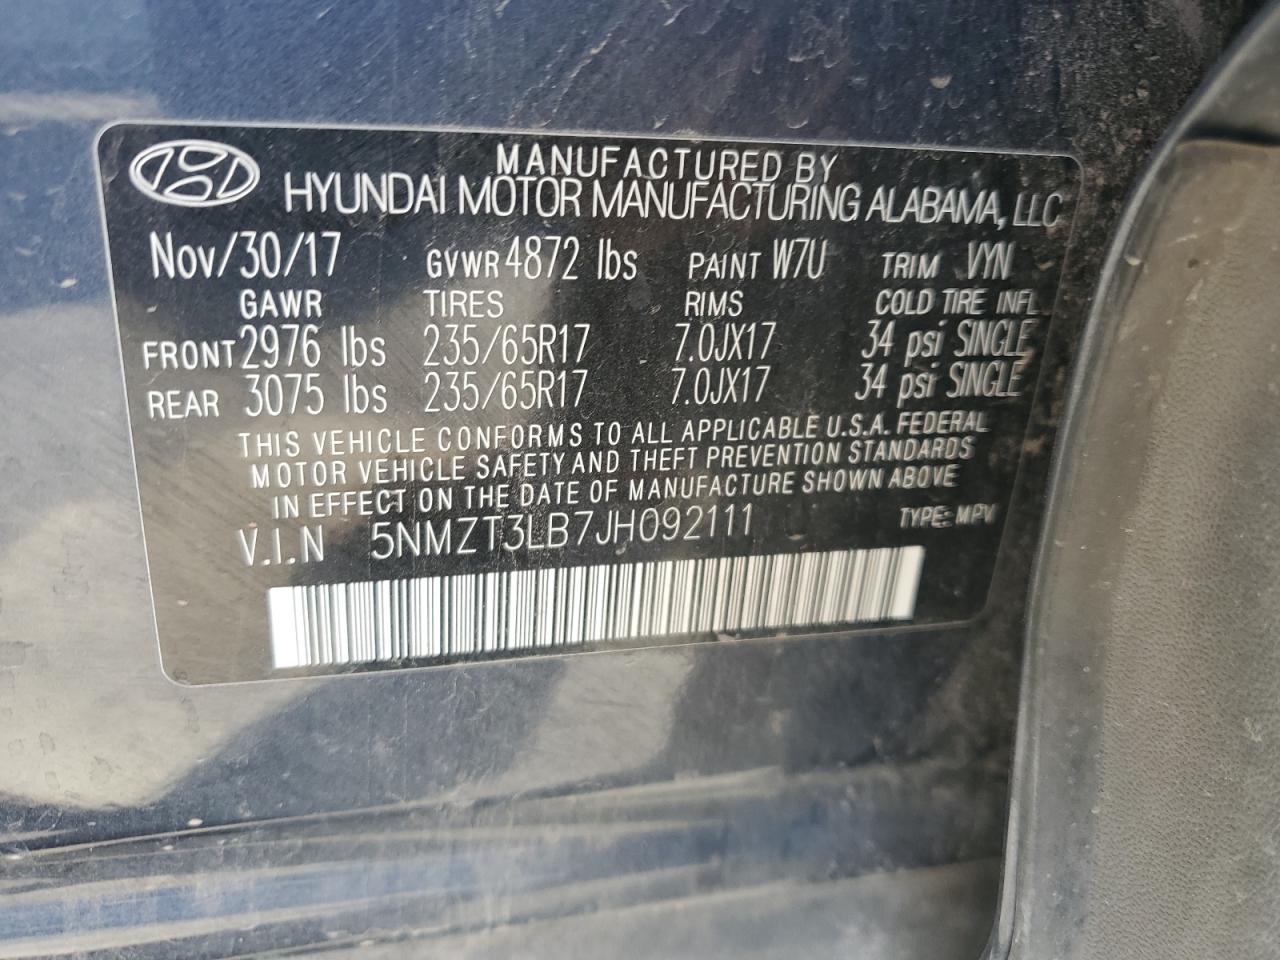 MANUFACTURED BY
HYUNDAI MOTOR MANUFACTURING ALABAMA, LLC
Nov/30/17 GVWR 4872 lbs PAINT W7U TRIM VYN
GAWR TIRES RIMS COLD TIRE INFL
FRONT 2976 lbs 235/65R17 7.0JX17 34 psi SINGLE
REAR 3075 lbs 235/65R17 7.0JX17 34 psi SINGLE
THIS VEHICLE CONFORMS TO ALL APPLICABLE U.S.A. FEDERAL
MOTOR VEHICLE SAFETY AND THEFT PREVENTION STANDARDS
IN EFFECT ON THE DATE OF MANUFACTURE SHOWN ABOVE
V.I.N 5NMZT3LB7JH092111 TYPE: MPV